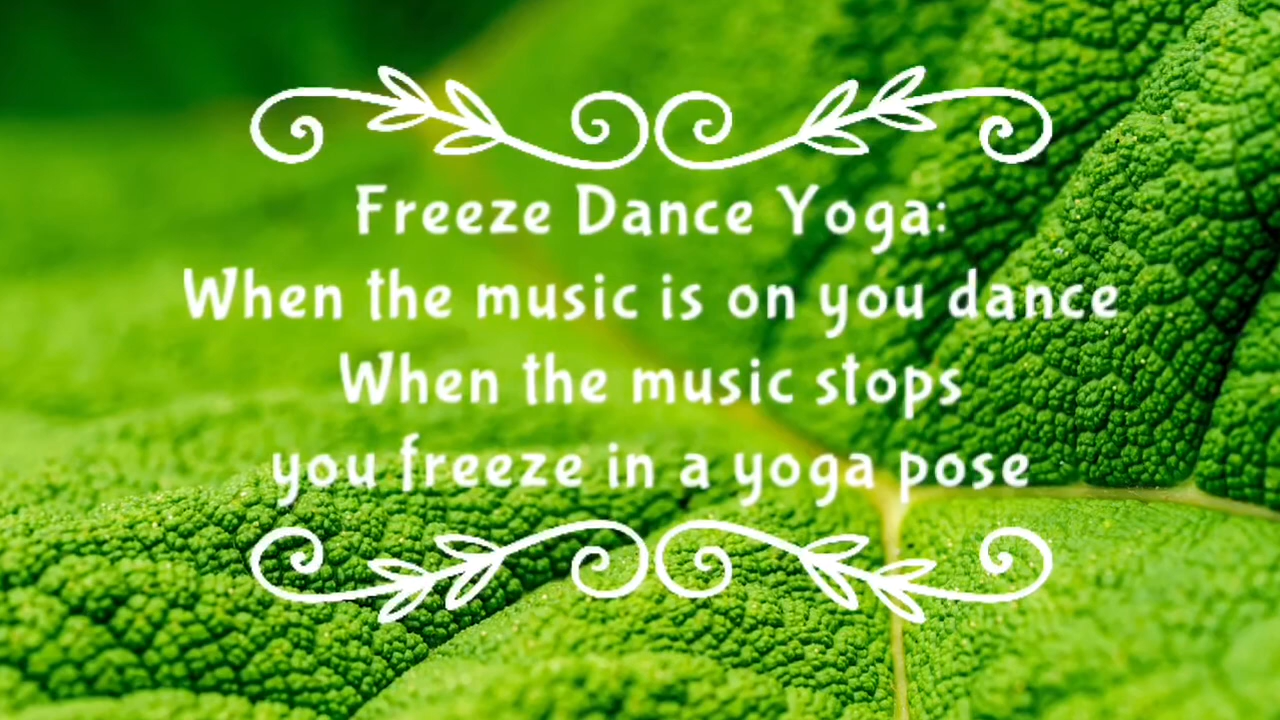 Freeze Dance Yoga:
When the music is on you dance
When the music stops
you freeze in a yoga pose